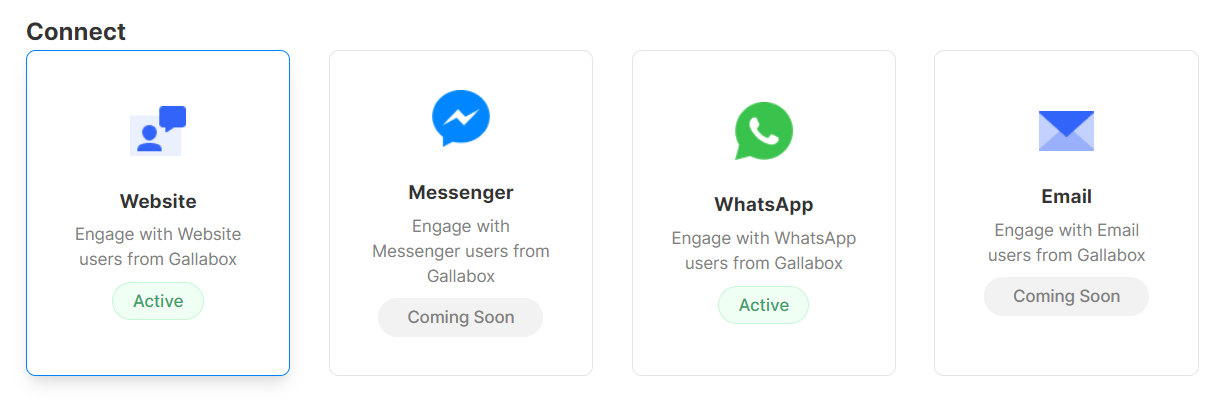 Connect
Website
Engage with Website
users from Gallabox
Active
Messenger
Engage with
Messenger users from
Gallabox
Coming Soon
WhatsApp
Engage with WhatsApp
users from Gallabox
Active
Email
Engage with Email
users from Gallabox
Coming Soon